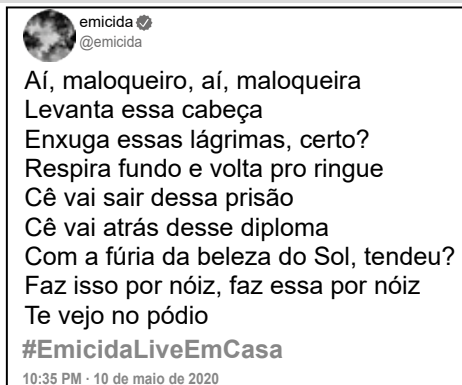 emicida
@emicida
Aí, maloqueiro, aí, maloqueira
Levanta essa cabeça
Enxuga essas lágrimas, certo?
Respira fundo e volta pro ringue
Cê vai sair dessa prisão
Cê vai atrás desse diploma
Com a fúria da beleza do Sol, tendeu?
Faz isso por nóiz, faz essa por nóiz
Te vejo no pódio
#EmicidaLiveEmCasa
10:35 PM · 10 de maio de 2020